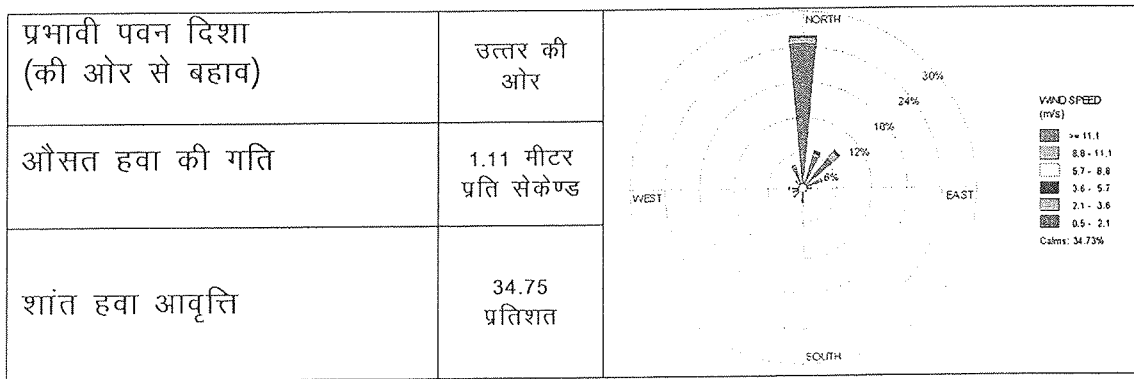 प्रभावी पवन दिशा
(की ओर से बहाव)
उत्तर की
ओर
औसत हवा की गति
1.11 मीटर
प्रति सेकेण्ड
शांत हवा आवृत्ति
34.75
प्रतिशत
NORTH
30%
24%
18%
12%
6%
WEST
EAST
SOUTH
WIND SPEED
(m/s)
>= 11.1
8.8 - 11.1
5.7 - 8.8
3.6 - 5.7
2.1 - 3.6
0.5 - 2.1
Calms: 34.73%